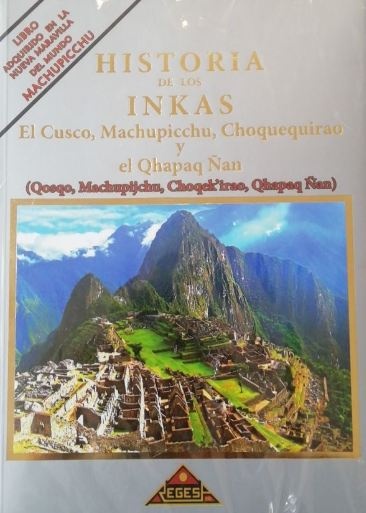 LIBRO
ADQUIRIDO EN LA
NUEVA MARAVILLA
DEL MUNDO
MACHUPICCHU
HISTORIA
DE LOS
INKAS
El Cusco, Machupicchu, Choquequirao
y
el Qhapaq Ñan
(Qosqo, Machupijchu, Choqek'irao, Qhapaq Ñan)